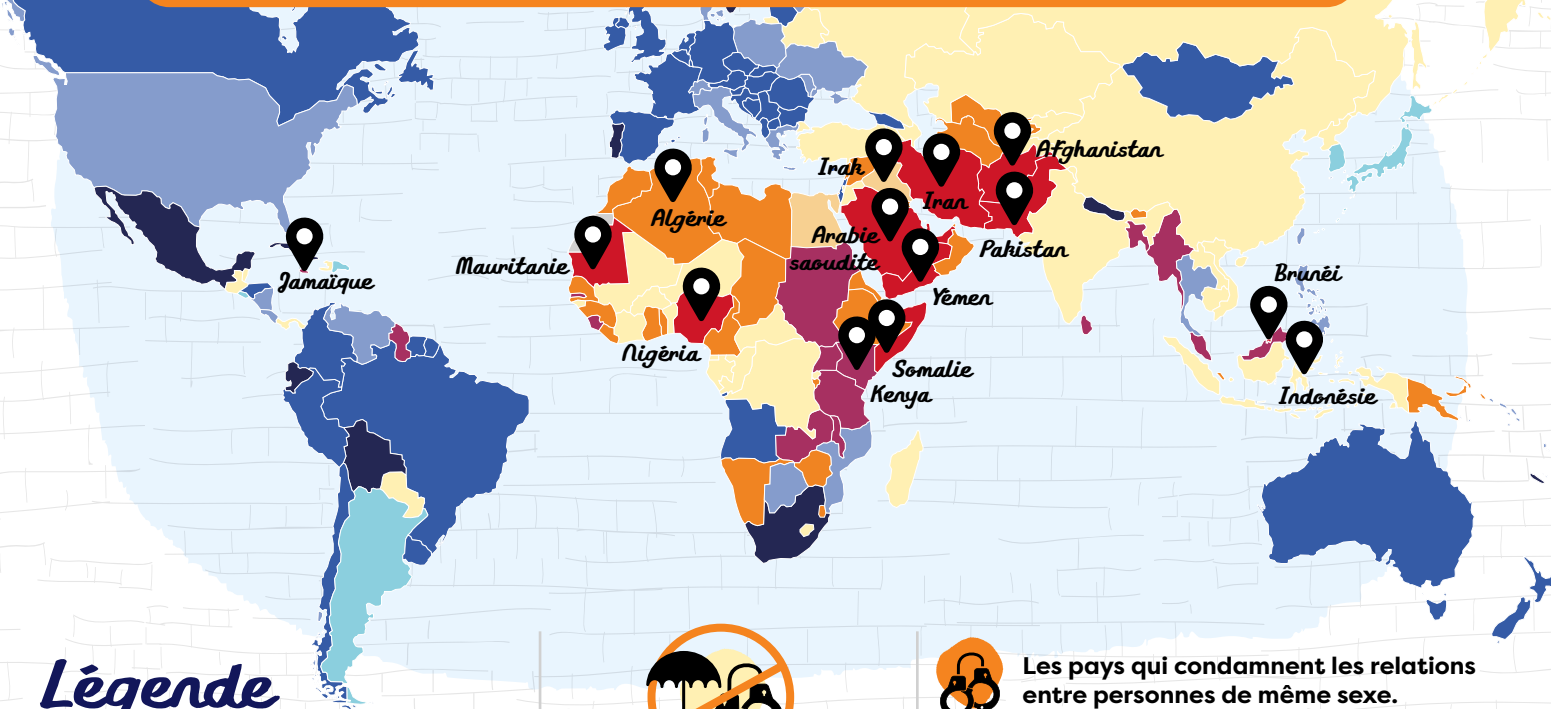 Afghanistan
Irak
Iran
Algérie
Arabie
saoudite
Pakistan
Mauritanie
Jamaïque
Brunéi
Yémen
Nigéria
Somalie
Kenya
Indonésie
Légende
Les pays qui condamnent les relations
entre personnes de même sexe.